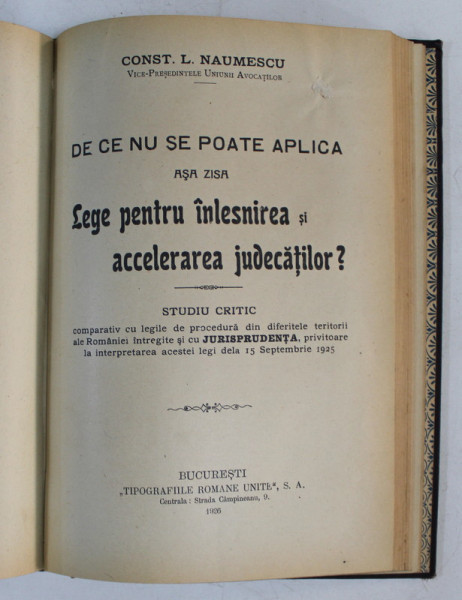 CONST. L. NAUMESCU
VICE-PREȘEDINTELE UNIUNII AVOCAȚILOR
DE CE NU SE POATE APLICA
AȘA ZISA
Lege pentru înlesnirea și
accelerarea judecăților?
STUDIU CRITIC
comparativ cu legile de procedură din diferitele teritorii
ale României întregite și cu JURISPRUDENȚA, privitoare
la interpretarea acestei legi dela 15 Septembrie 1925
BUCUREȘTI
„TIPOGRAFIILE ROMANE UNITE", S. A.
Centrala : Strada Câmpineanu, 9.
1926